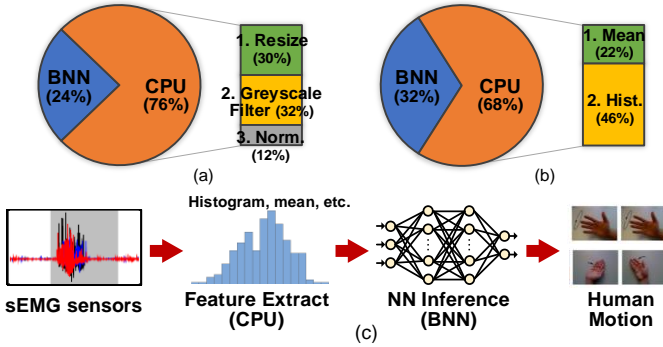 BNN
(24%)
CPU
(76%)
1. Resize
(30%)
2. Greyscale
Filter (32%)
3. Norm.
(12%)
(a)
BNN
(32%)
CPU
(68%)
1. Mean
(22%)
2. Hist.
(46%)
(b)
Histogram, mean, etc.
sEMG sensors
Feature Extract
(CPU)
NN Inference
(BNN)
Human
Motion
(c)